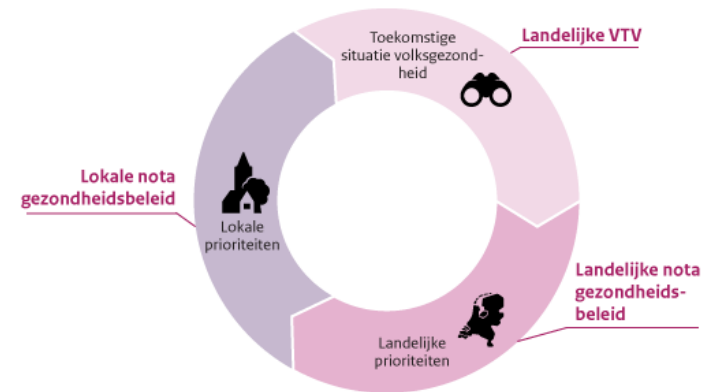 Toekomstige
situatie volksgezond-
heid
Landelijke VTV
Lokale nota
gezondheidsbeleid
Lokale
prioriteiten
Landelijke nota
gezondheids-
beleid
Landelijke
prioriteiten